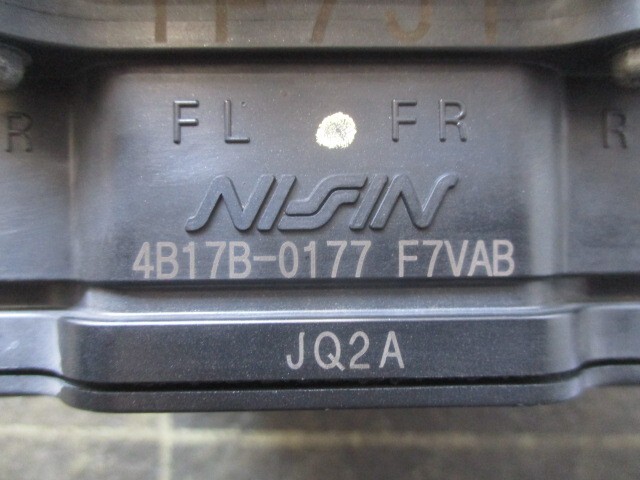 R FL FR R
NISSIN
4B17B-0177 F7VAB
JQ2A